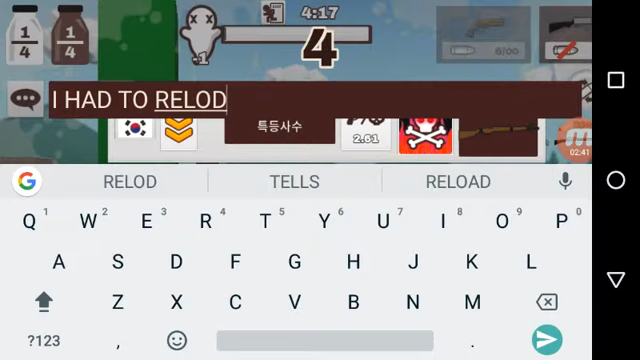 1/4 1/4
4:17
-1
6/00
4
I HAD TO RELOD
특등사수
2.61
02:41
RELOD TELLS RELOAD
Q 1 W 2 E 3 R 4 T 5 Y 6 U 7 I 8 O 9 P 0
A S D F G H J K L
Z X C V B N M
?123 , .